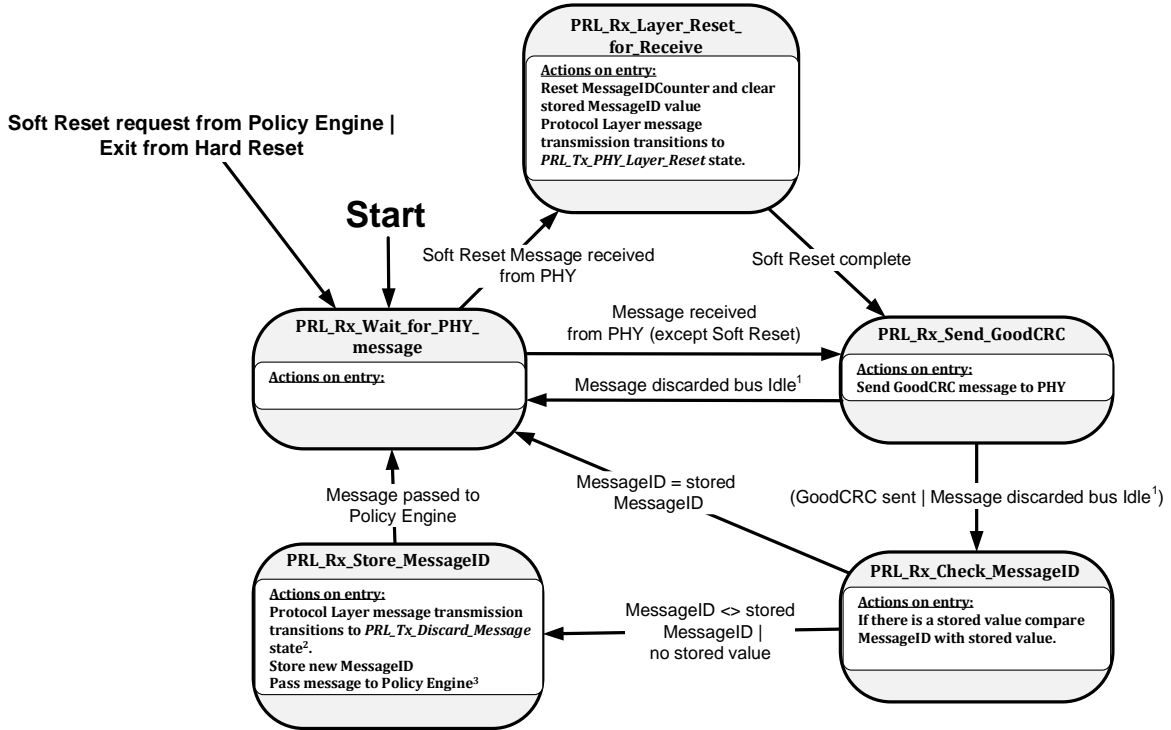 PRL_Rx_Layer_Reset_
for_Receive
Actions on entry:
Reset MessageIDCounter and clear
stored MessageID value
Protocol Layer message
transmission transitions to
PRL_Tx_PHY_Layer_Reset state.
Soft Reset request from Policy Engine |
Exit from Hard Reset
Start
Soft Reset Message received
from PHY
Soft Reset complete
PRL_Rx_Wait_for_PHY_
message
Actions on entry:
Message received
from PHY (except Soft Reset)
Message discarded bus Idle¹
PRL_Rx_Send_GoodCRC
Actions on entry:
Send GoodCRC message to PHY
Message passed to
Policy Engine
MessageID = stored
MessageID
(GoodCRC sent | Message discarded bus Idle¹)
PRL_Rx_Store_MessageID
Actions on entry:
Protocol Layer message transmission
transitions to PRL_Tx_Discard_Message
state².
Store new MessageID
Pass message to Policy Engine³
MessageID <> stored
MessageID |
no stored value
PRL_Rx_Check_MessageID
Actions on entry:
If there is a stored value compare
MessageID with stored value.